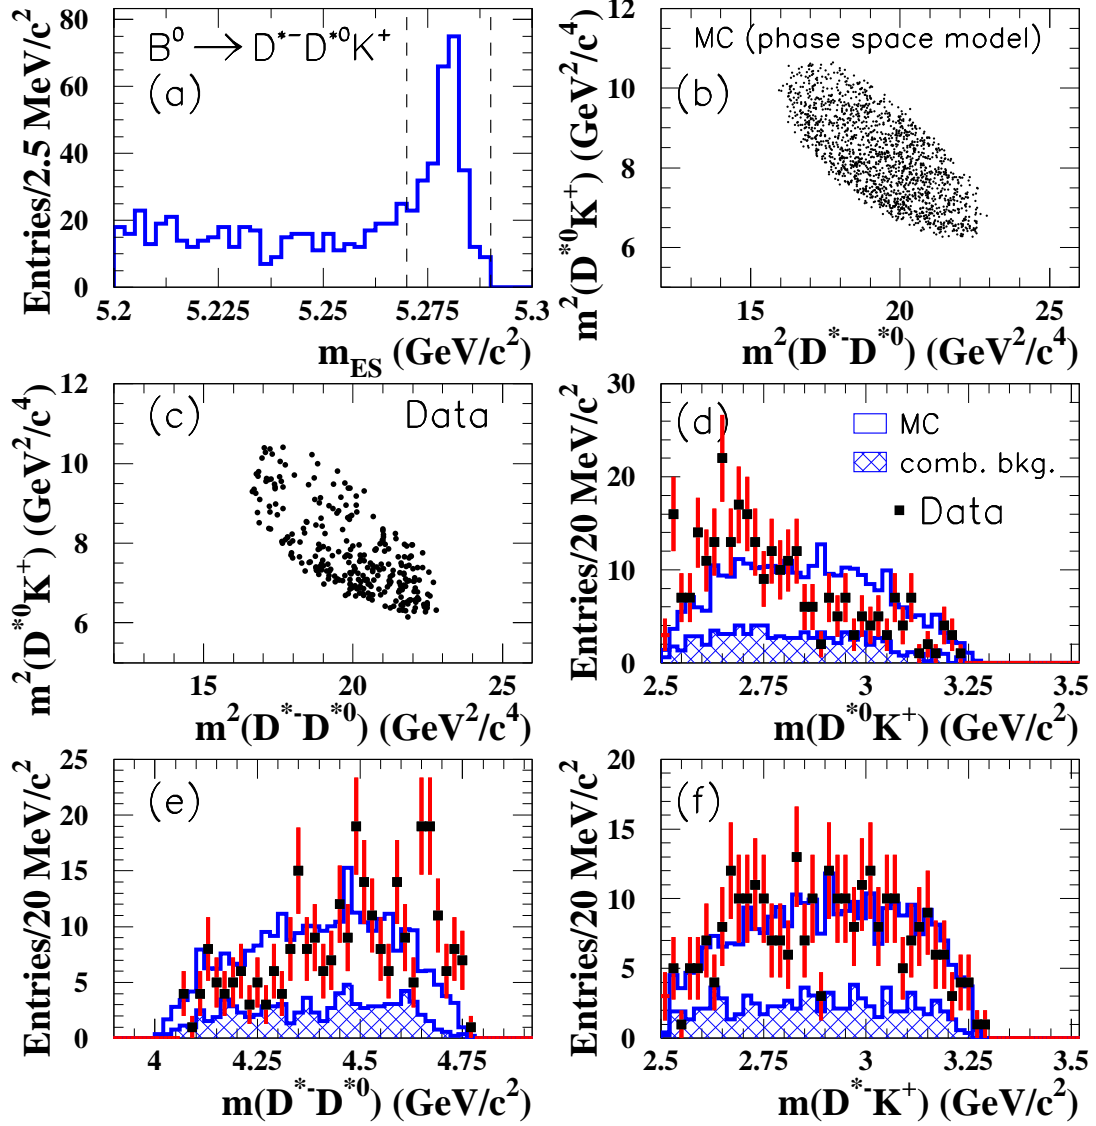 B⁰ → D*⁻D*⁰K⁺
(a)
Entries/2.5 MeV/c²
80
60
40
20
0
5.2 5.225 5.25 5.275 5.3
m_ES (GeV/c²)
MC (phase space model)
(b)
m²(D*⁰K⁺) (GeV²/c⁴)
12
10
8
6
15 20 25
m²(D*⁻D*⁰) (GeV²/c⁴)
(c)
Data
m²(D*⁰K⁺) (GeV²/c⁴)
12
10
8
6
15 20 25
m²(D*⁻D*⁰) (GeV²/c⁴)
(d)
MC
comb. bkg.
Data
Entries/20 MeV/c²
30
20
10
0
2.5 2.75 3 3.25 3.5
m(D*⁰K⁺) (GeV/c²)
(e)
Entries/20 MeV/c²
25
20
15
10
5
0
4 4.25 4.5 4.75
m(D*⁻D*⁰) (GeV/c²)
(f)
Entries/20 MeV/c²
20
15
10
5
0
2.5 2.75 3 3.25 3.5
m(D*⁻K⁺) (GeV/c²)